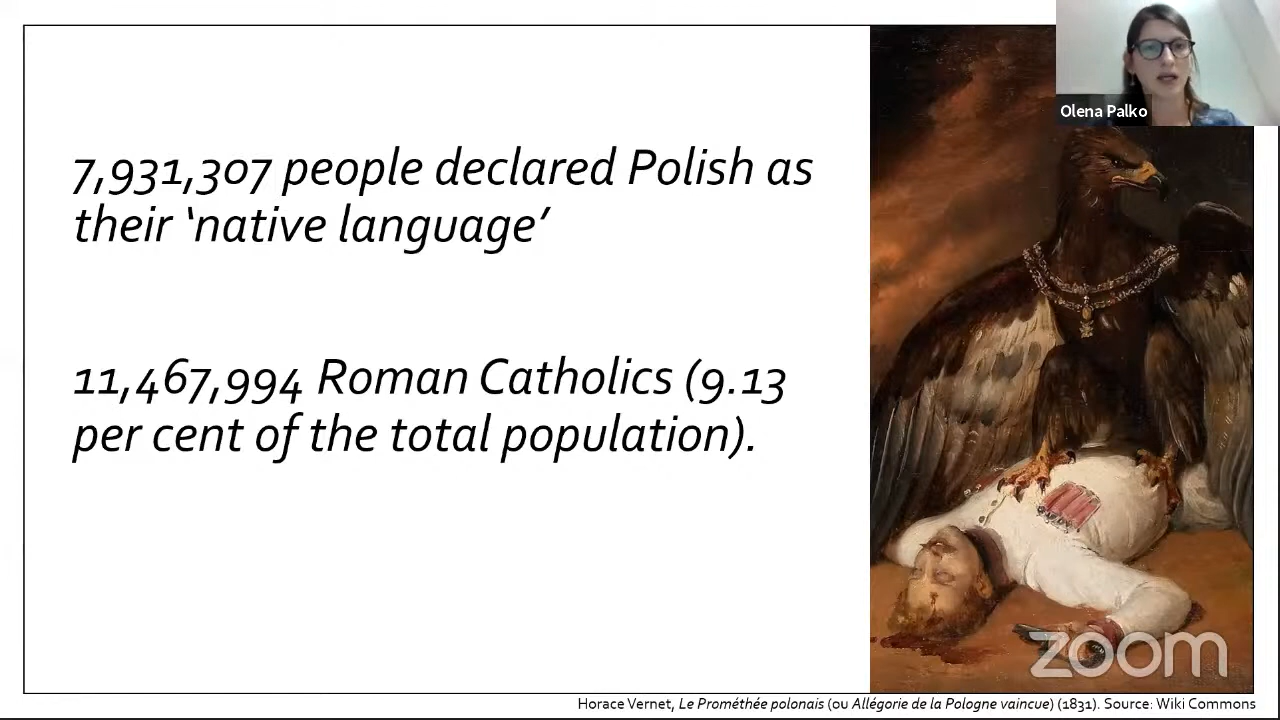 Olena Palko
7,931,307 people declared Polish as
their ‘native language’
11,467,994 Roman Catholics (9.13
per cent of the total population).
zoom
Horace Vernet, Le Prométhée polonais (ou Allégorie de la Pologne vaincue) (1831). Source: Wiki Commons